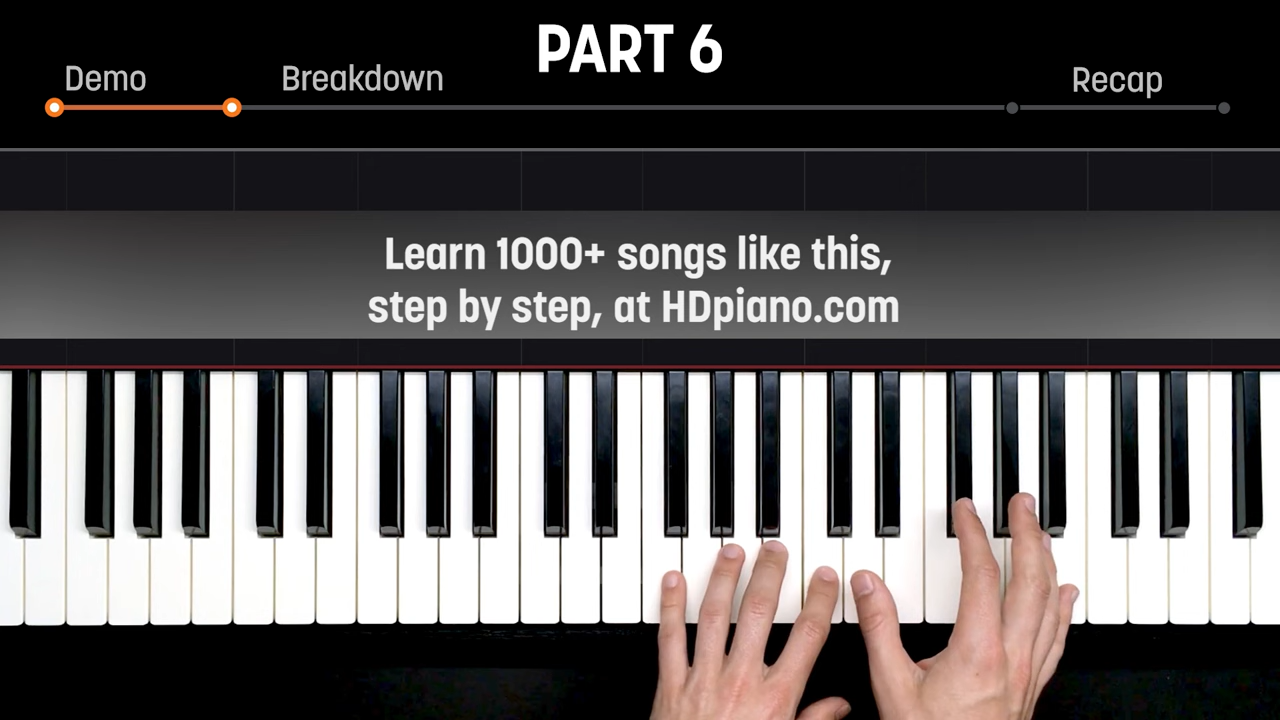 PART 6
Demo
Breakdown
Recap
Learn 1000+ songs like this,
step by step, at HDpiano.com